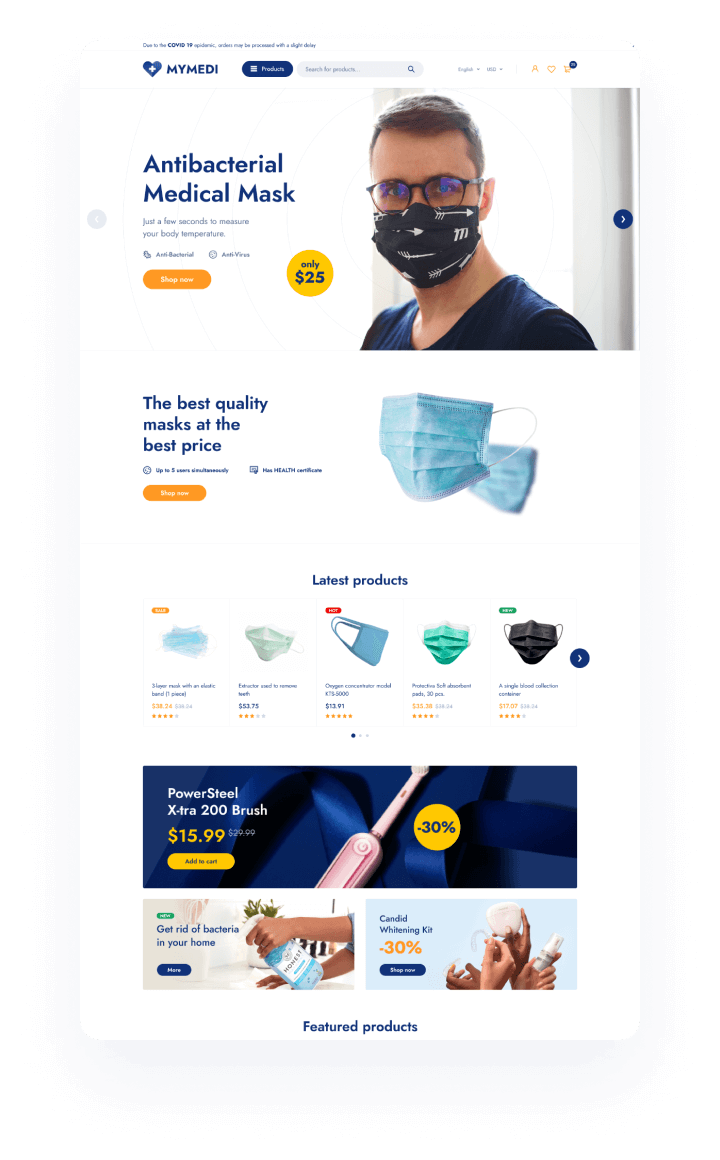 Due to the COVID 19 epidemic, orders may be processed with a slight delay
MYMEDI
Products
Search for products...
English
USD
Antibacterial
Medical Mask
Just a few seconds to measure
your body temperature.
Anti-Bacterial
Anti-Virus
only
$25
Shop now
m
The best quality
masks at the
best price
Up to 5 users simultaneously
Has HEALTH certificate
Shop now
Latest products
SALE
HOT
NEW
3-layer mask with an elastic
band (1 piece)
$38.24 $38.24
Extractor used to remove
teeth
$53.75
Oxygen concentrator model
KTS-5000
$13.91
Protective Soft absorbent
pads, 30 pcs.
$35.38 $38.24
A single blood collection
container
$17.07 $38.24
PowerSteel
X-tra 200 Brush
$15.99 $29.99
Add to cart
-30%
NEW
Get rid of bacteria
in your home
More
HONEST
Candid
Whitening Kit
-30%
Shop now
Featured products